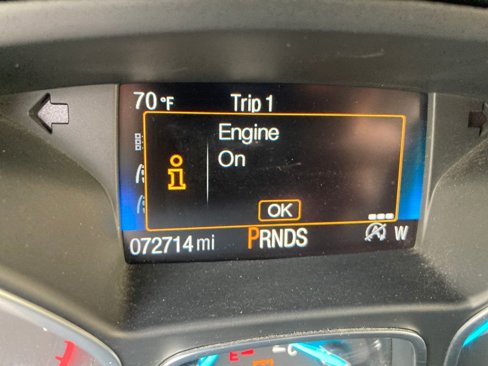 70°F Trip 1
Engine
On
i
OK
072714 mi PRNDS W
E C